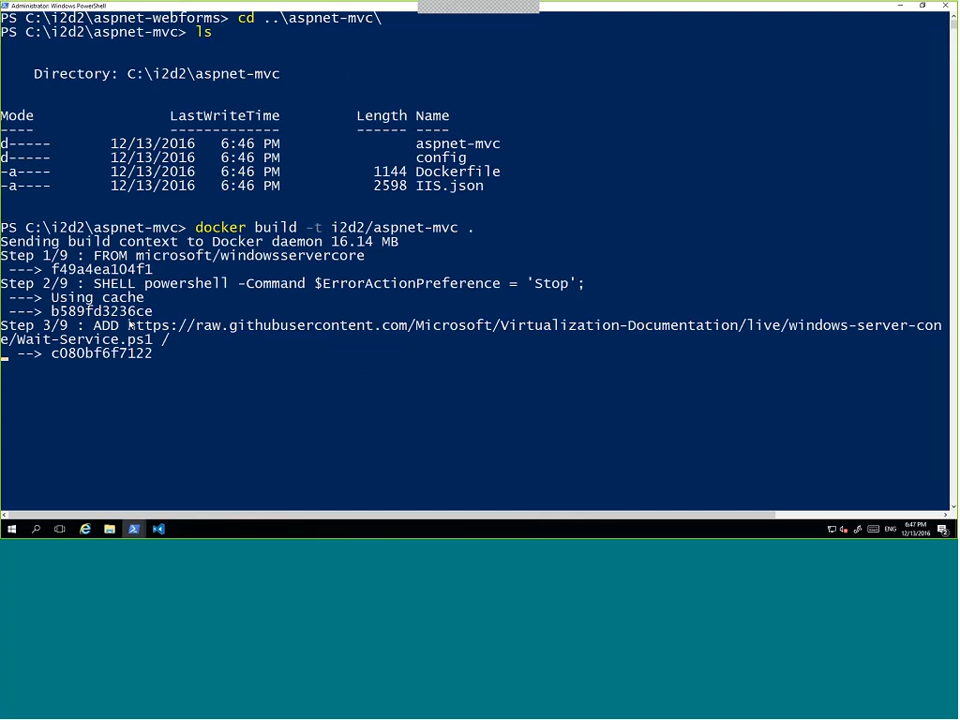 Administrator: Windows PowerShell
PS C:\i2d2\aspnet-webforms> cd ..\aspnet-mvc\
PS C:\i2d2\aspnet-mvc> ls
Directory: C:\i2d2\aspnet-mvc
Mode LastWriteTime Length Name
---- ------------- ------ ----
d----- 12/13/2016 6:46 PM aspnet-mvc
d----- 12/13/2016 6:46 PM config
-a---- 12/13/2016 6:46 PM 1144 Dockerfile
-a---- 12/13/2016 6:46 PM 2598 IIS.json
PS C:\i2d2\aspnet-mvc> docker build -t i2d2/aspnet-mvc .
Sending build context to Docker daemon 16.14 MB
Step 1/9 : FROM microsoft/windowsservercore
---> f49a4ea104f1
Step 2/9 : SHELL powershell -Command $ErrorActionPreference = 'Stop';
---> Using cache
---> b589fd3236ce
Step 3/9 : ADD https://raw.githubusercontent.com/Microsoft/Virtualization-Documentation/live/windows-server-con
e/Wait-Service.ps1 /
--> c080bf6f7122
ENG
6:47 PM
12/13/2016